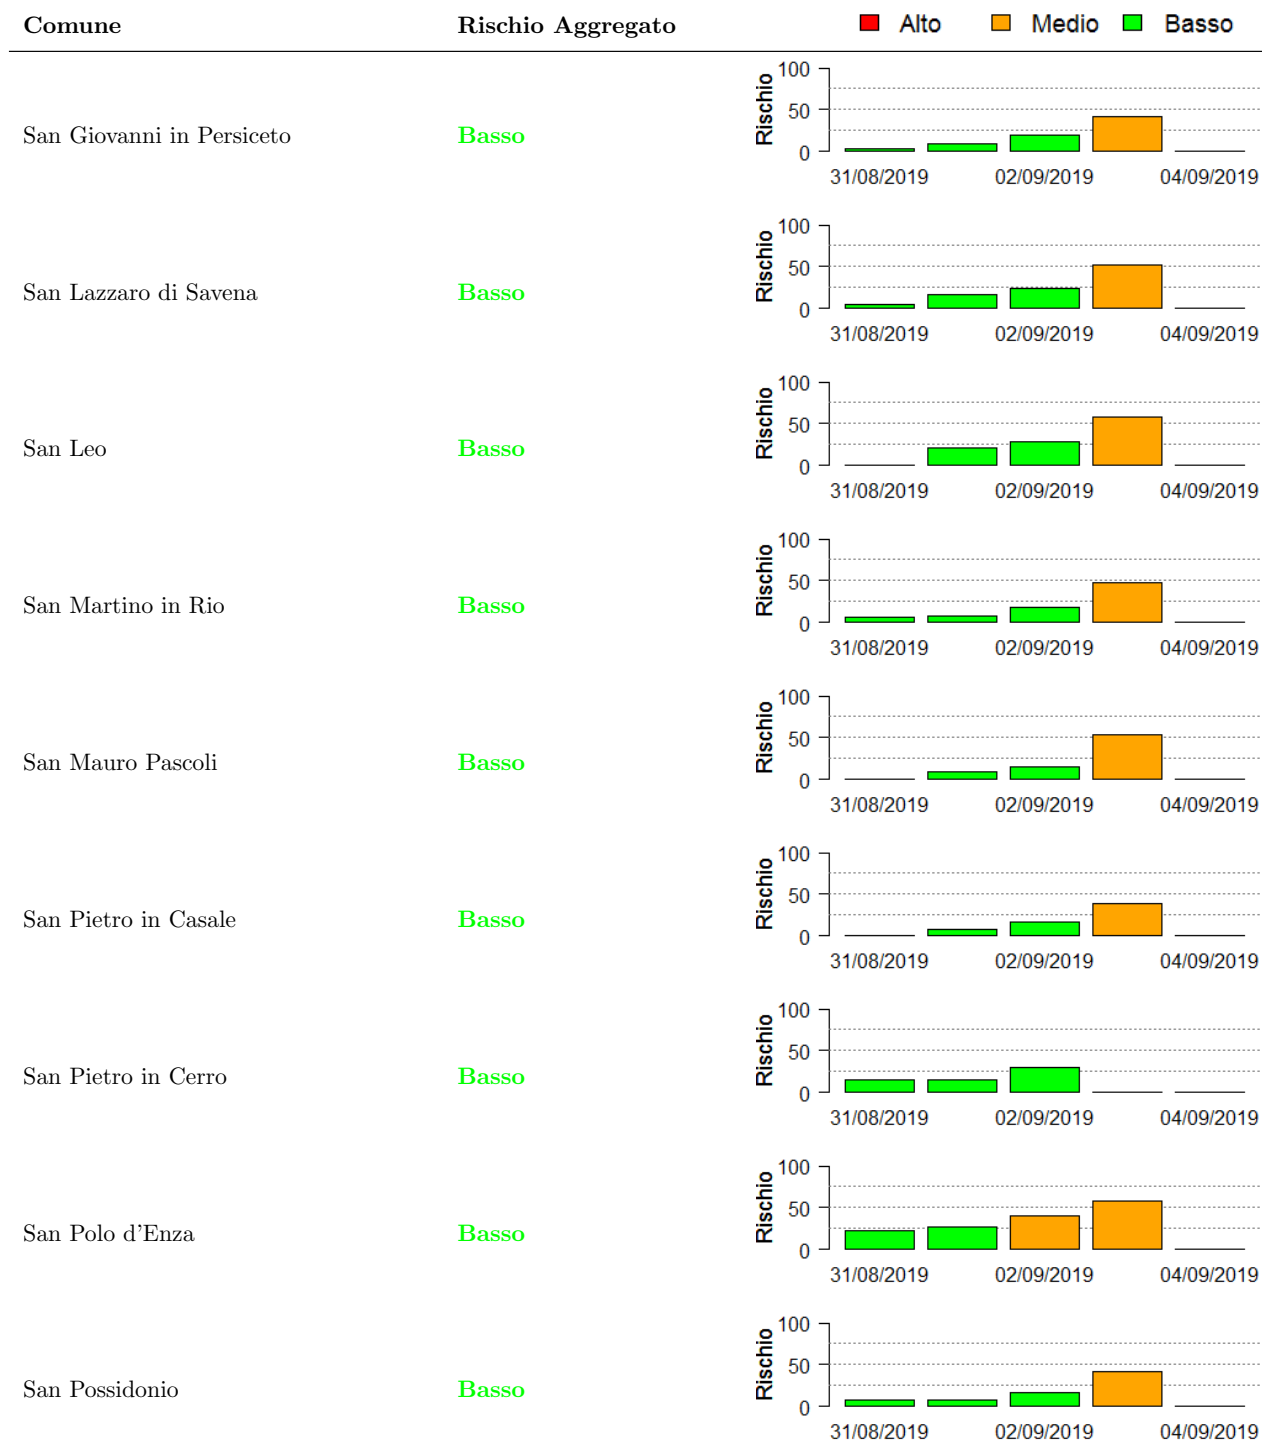 Comune Rischio Aggregato Alto Medio Basso
San Giovanni in Persiceto Basso
Rischio
100
50
0
31/08/2019 02/09/2019 04/09/2019
San Lazzaro di Savena Basso
Rischio
100
50
0
31/08/2019 02/09/2019 04/09/2019
San Leo Basso
Rischio
100
50
0
31/08/2019 02/09/2019 04/09/2019
San Martino in Rio Basso
Rischio
100
50
0
31/08/2019 02/09/2019 04/09/2019
San Mauro Pascoli Basso
Rischio
100
50
0
31/08/2019 02/09/2019 04/09/2019
San Pietro in Casale Basso
Rischio
100
50
0
31/08/2019 02/09/2019 04/09/2019
San Pietro in Cerro Basso
Rischio
100
50
0
31/08/2019 02/09/2019 04/09/2019
San Polo d'Enza Basso
Rischio
100
50
0
31/08/2019 02/09/2019 04/09/2019
San Possidonio Basso
Rischio
100
50
0
31/08/2019 02/09/2019 04/09/2019